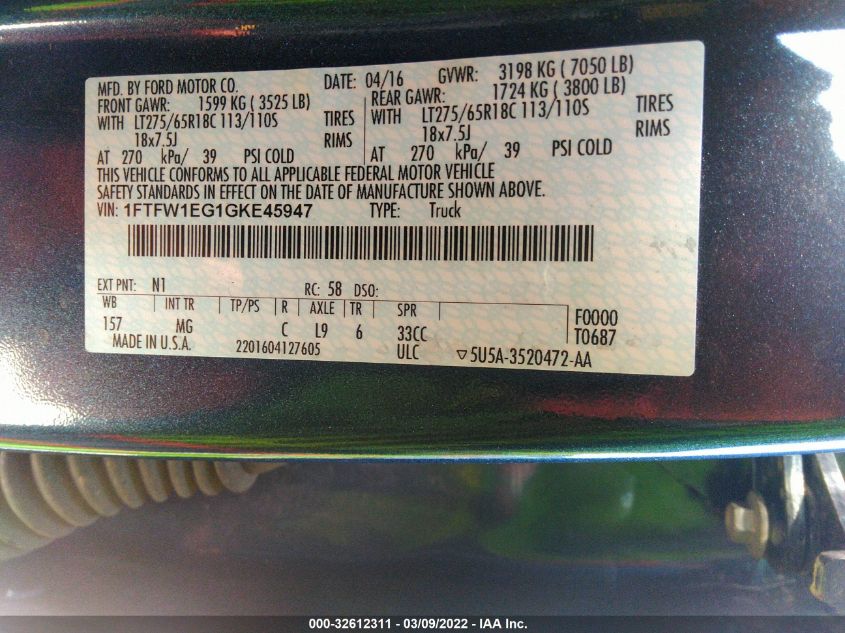 MFD. BY FORD MOTOR CO. DATE: 04/16 GVWR: 3198 KG ( 7050 LB)
FRONT GAWR: 1599 KG ( 3525 LB) REAR GAWR: 1724 KG ( 3800 LB)
WITH LT275/65R18C 113/110S TIRES WITH LT275/65R18C 113/110S TIRES
18x7.5J RIMS 18x7.5J RIMS
AT 270 kPa/ 39 PSI COLD AT 270 kPa/ 39 PSI COLD
THIS VEHICLE CONFORMS TO ALL APPLICABLE FEDERAL MOTOR VEHICLE
SAFETY STANDARDS IN EFFECT ON THE DATE OF MANUFACTURE SHOWN ABOVE.
VIN: 1FTFW1EG1GKE45947 TYPE: Truck
EXT PNT: N1 RC: 58 DSO:
WB INT TR TP/PS R AXLE TR SPR F0000
157 MG C L9 6 33CC T0687
MADE IN U.S.A. 2201604127605 ULC ▽5U5A-3520472-AA
000-32612311 - 03/09/2022 - IAA Inc.